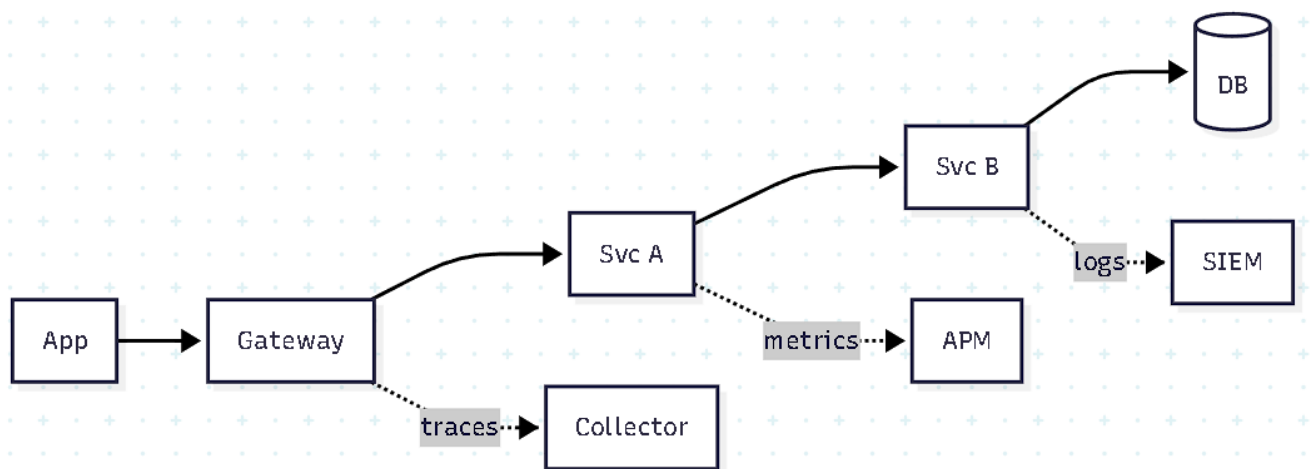 DB
Svc B
Svc A
logs
SIEM
App
Gateway
metrics
APM
traces
Collector